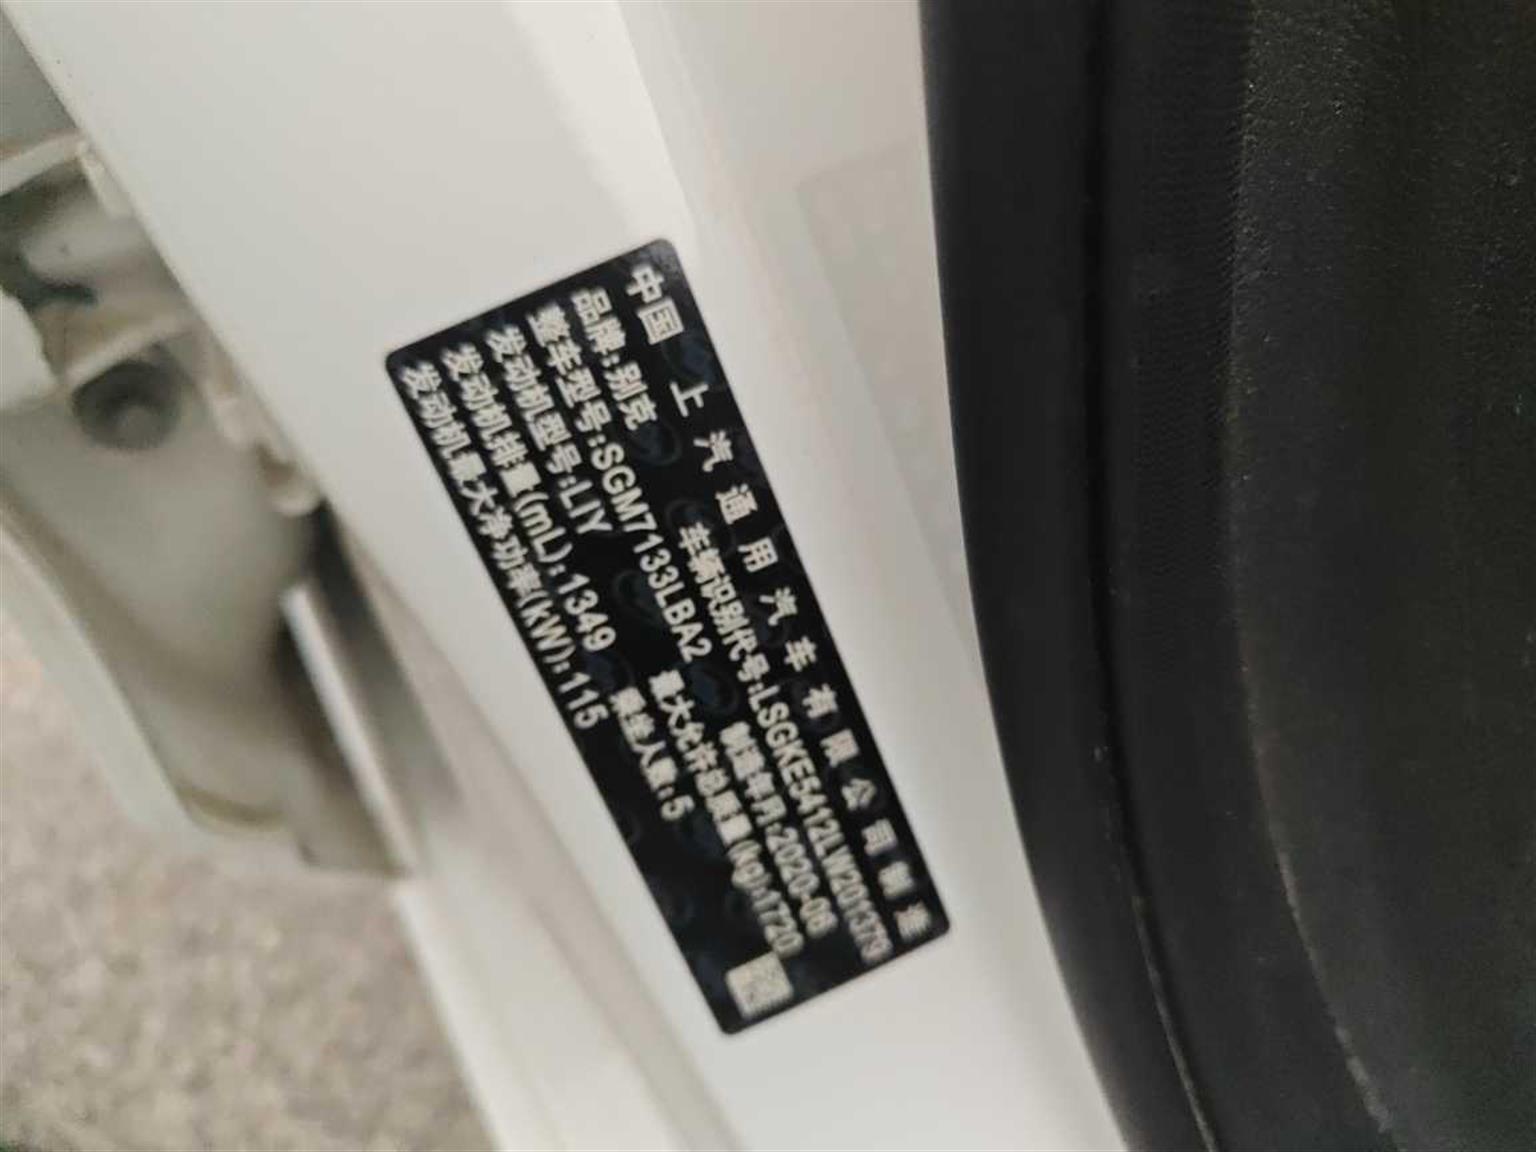 中国 上汽通用汽车有限公司制造
品牌:别克 车辆识别代号:LSGKE5412LW201373
整车型号:SGM7133LBA2 制造年月:2020-06
发动机型号:LIY 最大允许总质量(kg):1720
发动机排量(mL):1349 乘坐人数:5
发动机最大净功率(kW):115